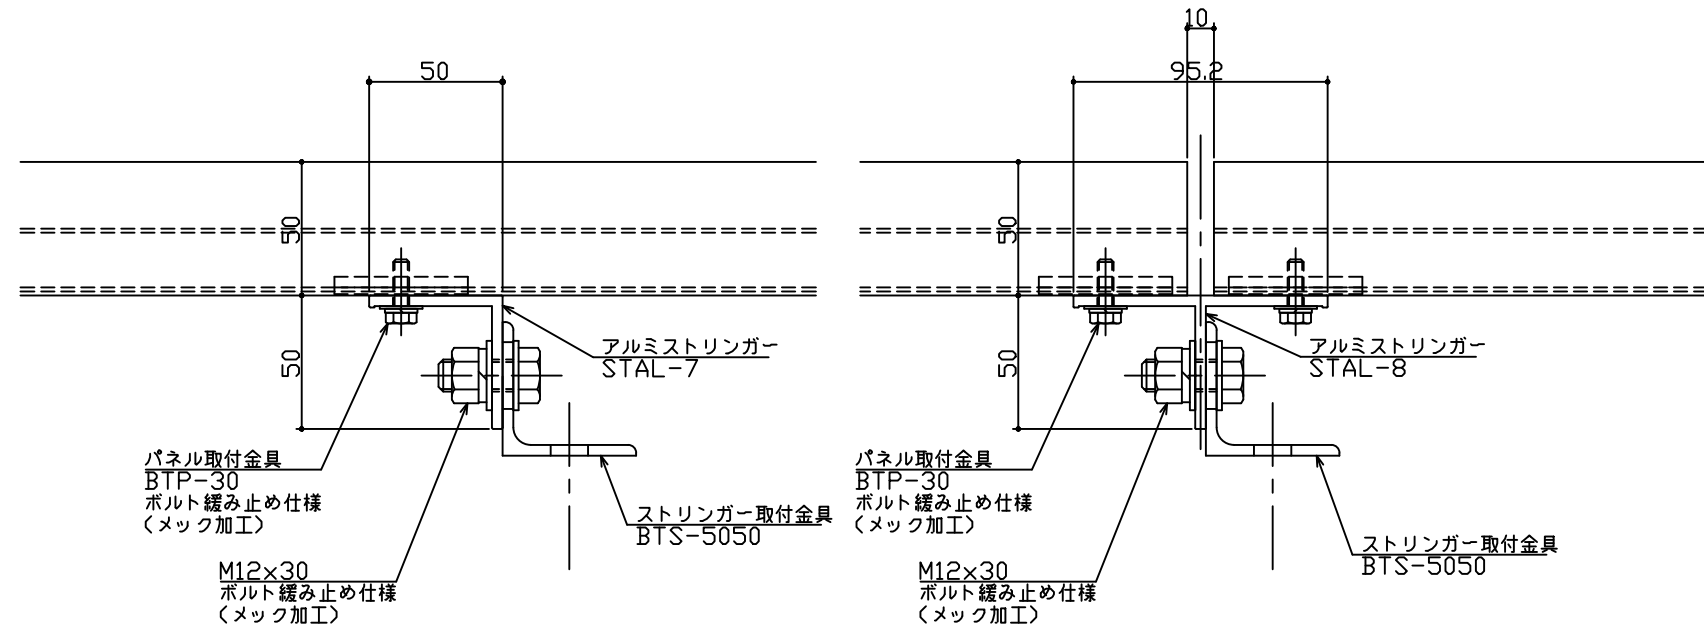 50
50
50
アルミストリンガー
STAL-7
パネル取付金具
BTP-30
ボルト緩み止め仕様
(メック加工)
ストリンガー取付金具
BTS-5050
M12x30
ボルト緩み止め仕様
(メック加工)
10
95.2
50
50
アルミストリンガー
STAL-8
パネル取付金具
BTP-30
ボルト緩み止め仕様
(メック加工)
ストリンガー取付金具
BTS-5050
M12x30
ボルト緩み止め仕様
(メック加工)